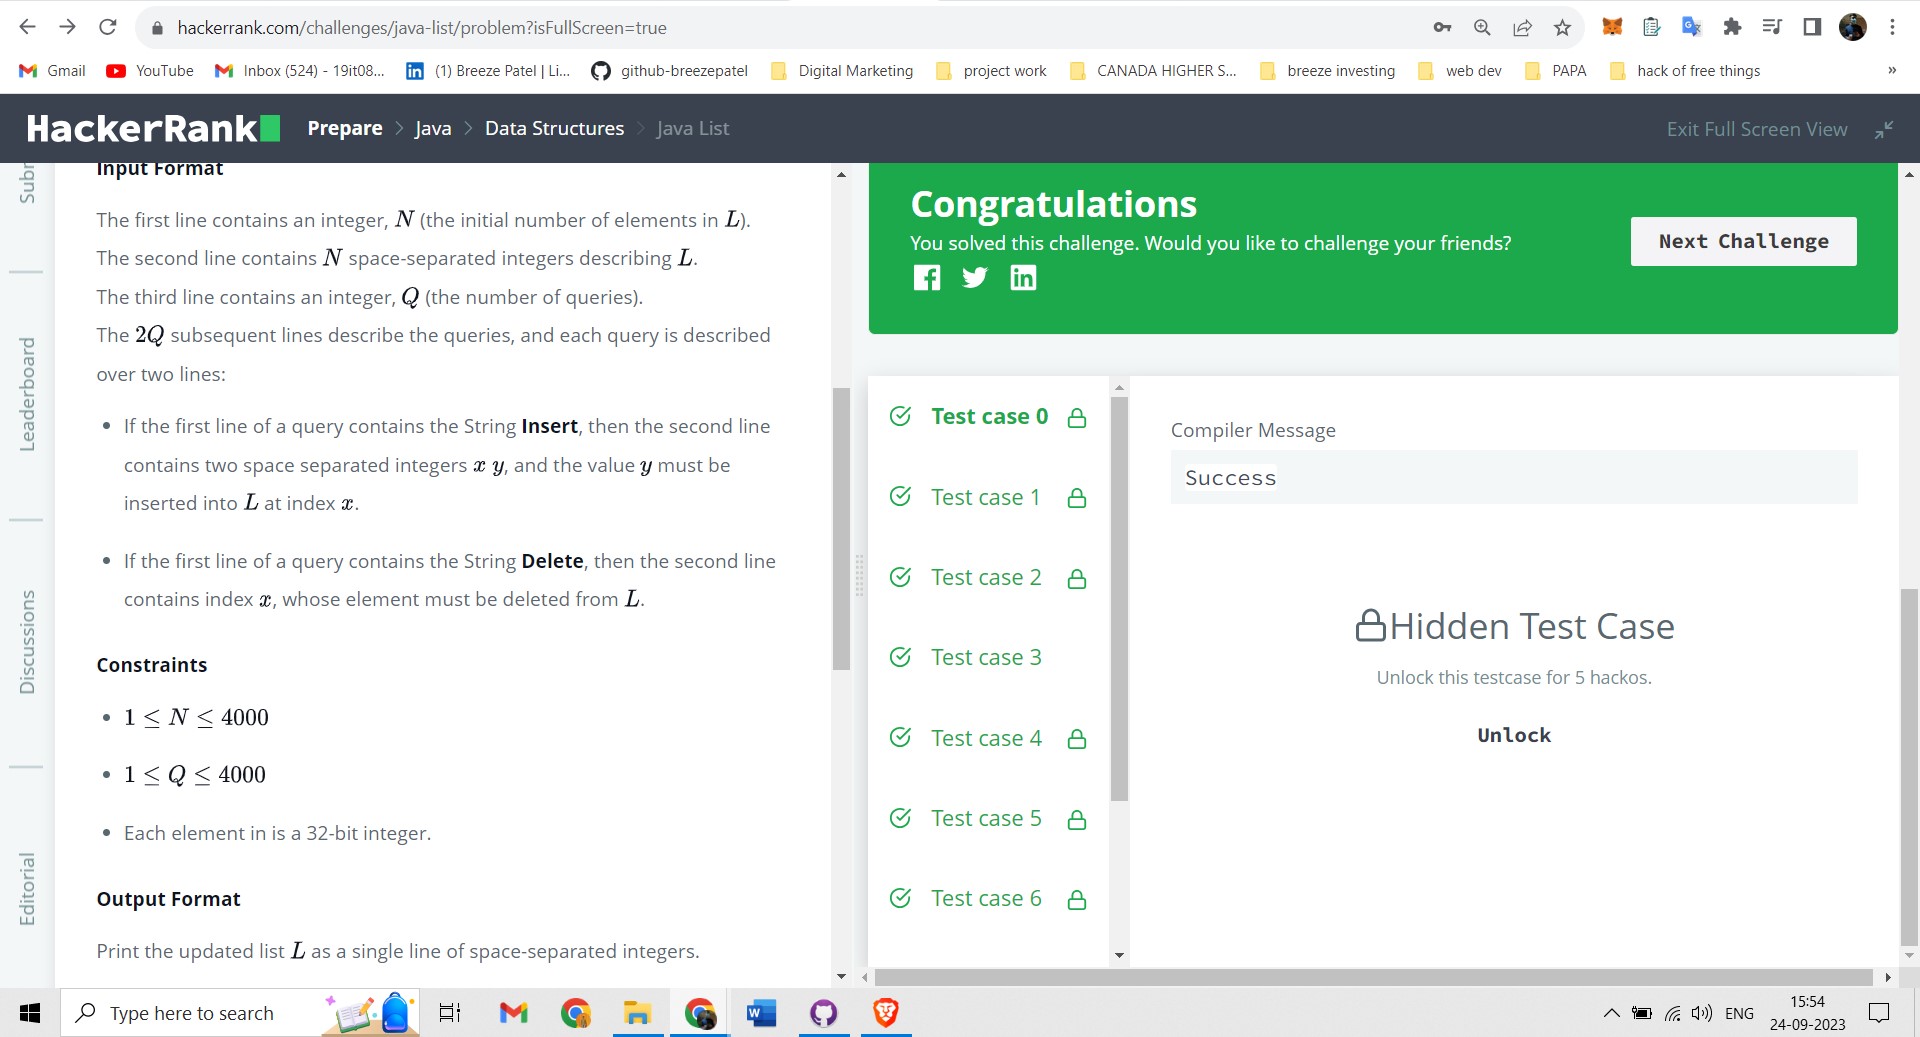 hackerrank.com/challenges/java-list/problem?isFullScreen=true
Gmail YouTube Inbox (524) - 19it08... (1) Breeze Patel | Li... github-breezepatel Digital Marketing project work CANADA HIGHER S... breeze investing web dev PAPA hack of free things »
HackerRank Prepare > Java > Data Structures > Java List Exit Full Screen View
Subr
Leaderboard
Discussions
Editorial
Input Format
The first line contains an integer, N (the initial number of elements in L).
The second line contains N space-separated integers describing L.
The third line contains an integer, Q (the number of queries).
The 2Q subsequent lines describe the queries, and each query is described
over two lines:
• If the first line of a query contains the String Insert, then the second line
contains two space separated integers x y, and the value y must be
inserted into L at index x.
• If the first line of a query contains the String Delete, then the second line
contains index x, whose element must be deleted from L.
Constraints
• 1 ≤ N ≤ 4000
• 1 ≤ Q ≤ 4000
• Each element in is a 32-bit integer.
Output Format
Print the updated list L as a single line of space-separated integers.
Congratulations
You solved this challenge. Would you like to challenge your friends?
Next Challenge
Test case 0
Test case 1
Test case 2
Test case 3
Test case 4
Test case 5
Test case 6
Compiler Message
Success
Hidden Test Case
Unlock this testcase for 5 hackos.
Unlock
Type here to search
ENG
15:54
24-09-2023